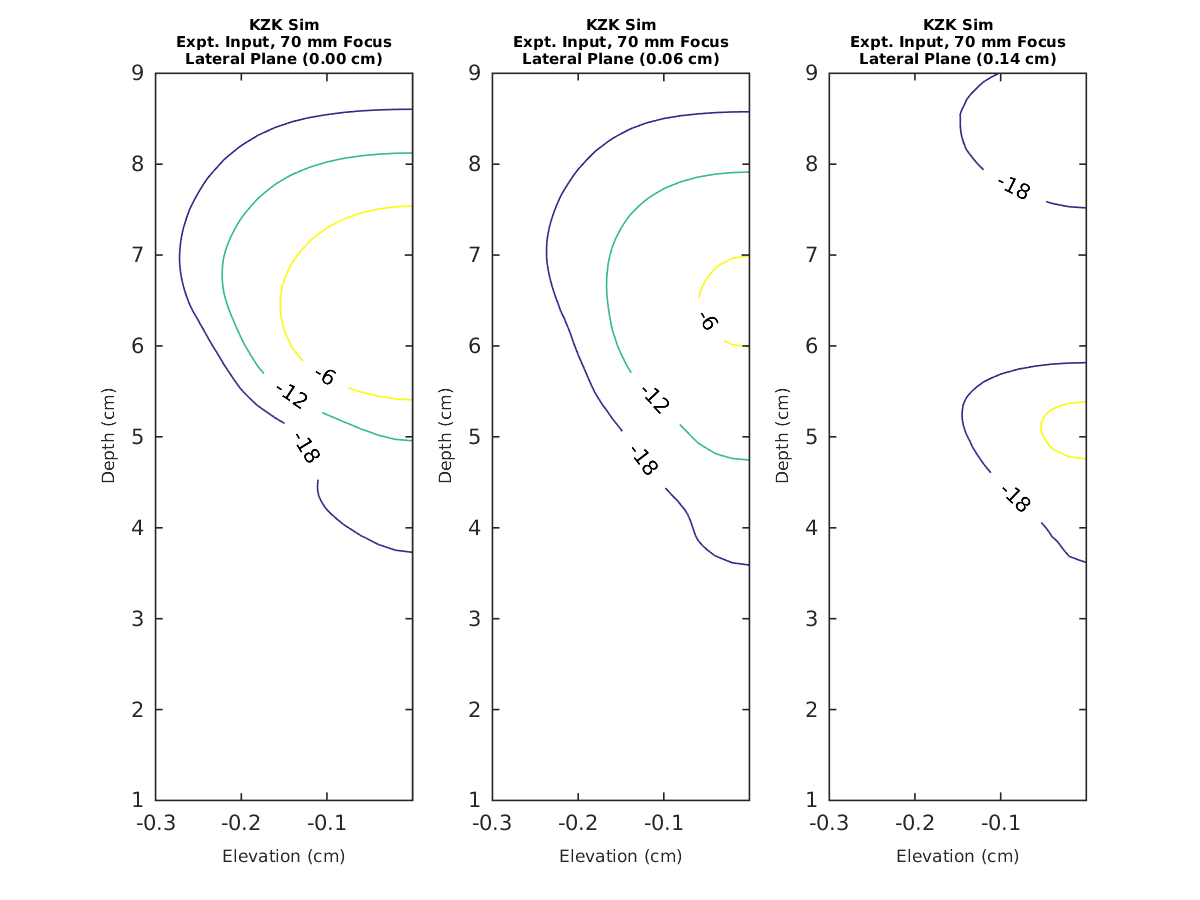 KZK Sim
Expt. Input, 70 mm Focus
Lateral Plane (0.00 cm)
9
8
7
6
5
4
3
2
1
-0.3
-0.2
-0.1
Depth (cm)
Elevation (cm)
-6
-12
-18
KZK Sim
Expt. Input, 70 mm Focus
Lateral Plane (0.06 cm)
9
8
7
6
5
4
3
2
1
-0.3
-0.2
-0.1
Depth (cm)
Elevation (cm)
-6
-12
-18
KZK Sim
Expt. Input, 70 mm Focus
Lateral Plane (0.14 cm)
9
8
7
6
5
4
3
2
1
-0.3
-0.2
-0.1
Depth (cm)
Elevation (cm)
-18
-18